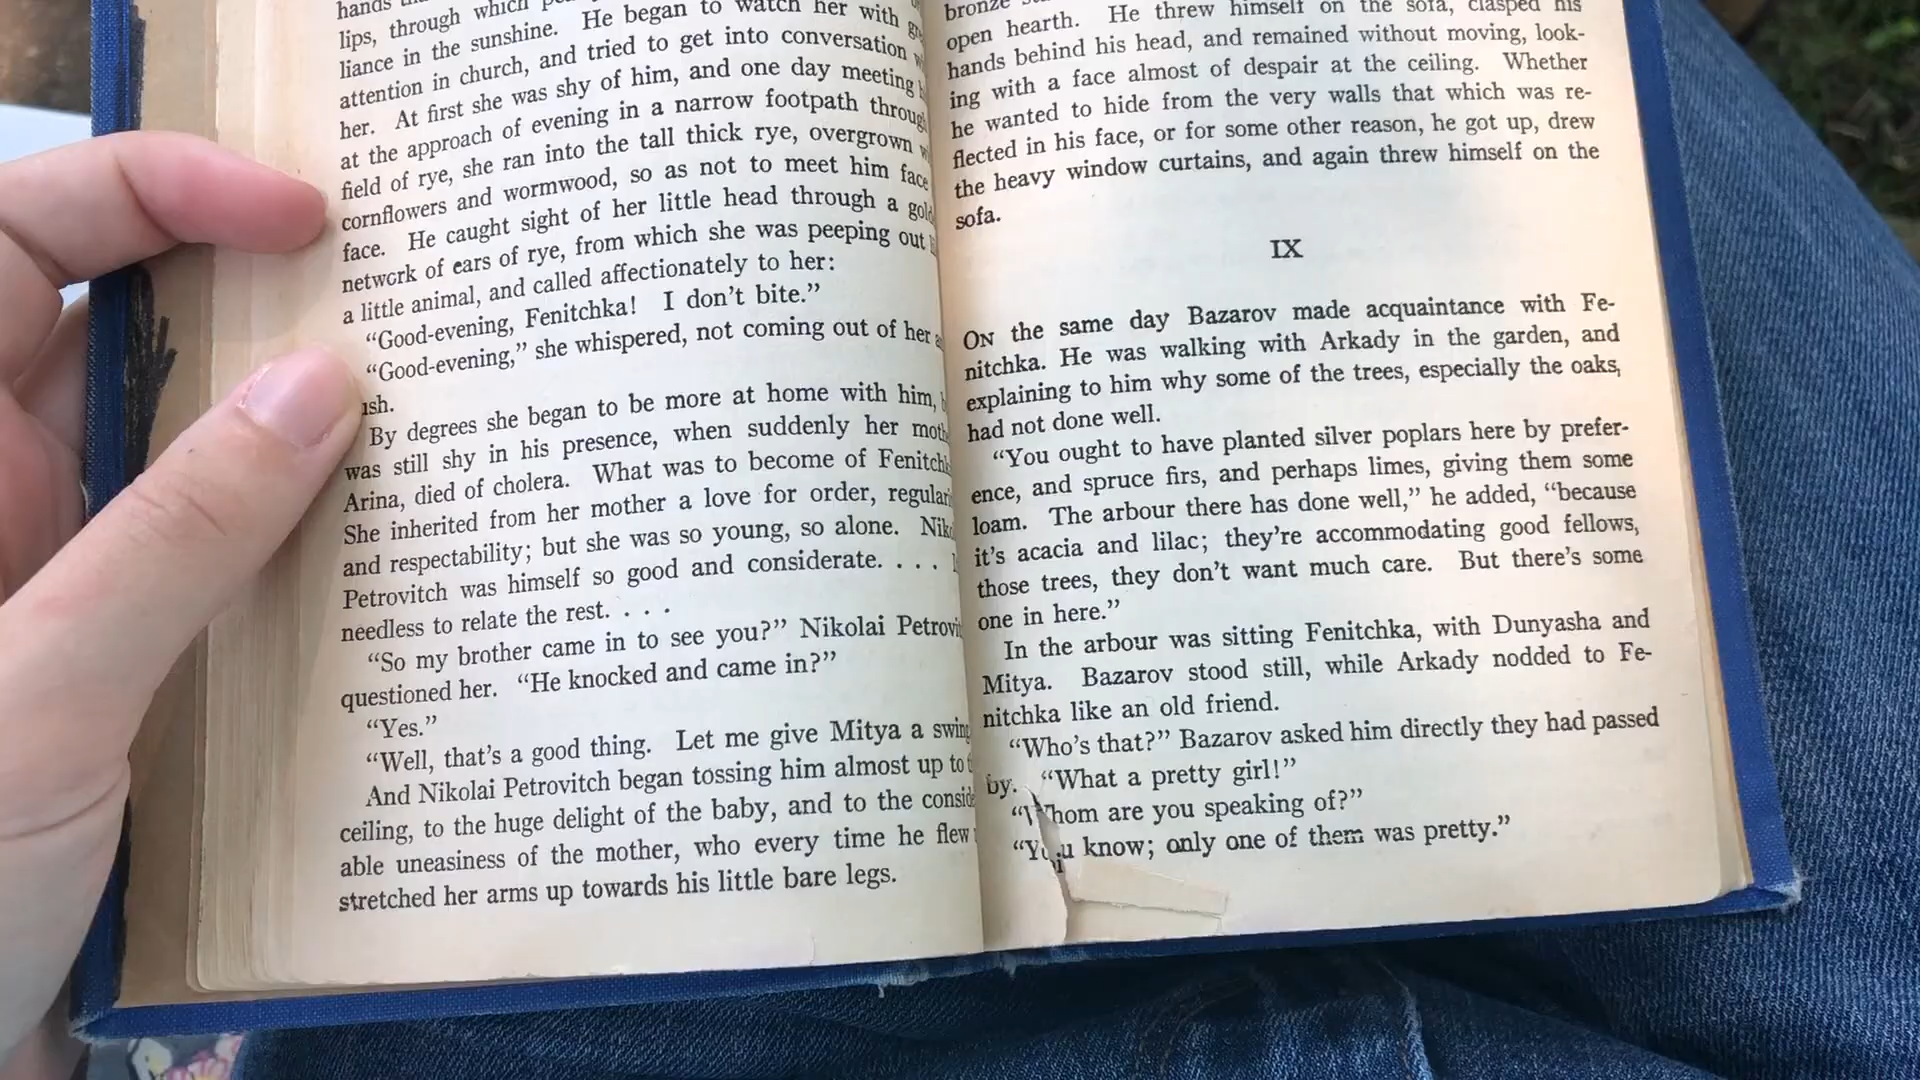 hands
lips, through which
liance in the sunshine. He began to watch her with
attention in church, and tried to get into conversation
her. At first she was shy of him, and one day meeting
at the approach of evening in a narrow footpath through
field of rye, she ran into the tall thick rye, overgrown
cornflowers and wormwood, so as not to meet him face
face. He caught sight of her little head through a
network of ears of rye, from which she was peeping out
a little animal, and called affectionately to her:
“Good-evening, Fenitchka! I don’t bite.”
“Good-evening,” she whispered, not coming out of her
ush.
By degrees she began to be more at home with him,
was still shy in his presence, when suddenly her
Arina, died of cholera. What was to become of
She inherited from her mother a love for order,
and respectability; but she was so young, so alone.
Petrovitch was himself so good and considerate. . . .
needless to relate the rest. . . .
“So my brother came in to see you?” Nikolai
questioned her. “He knocked and came in?”
“Yes.”
“Well, that’s a good thing. Let me give Mitya a
And Nikolai Petrovitch began tossing him almost up to
ceiling, to the huge delight of the baby, and to the
able uneasiness of the mother, who every time he flew
stretched her arms up towards his little bare legs.
bronze
open hearth. He threw himself on the sofa, clasped his
hands behind his head, and remained without moving, look-
ing with a face almost of despair at the ceiling. Whether
he wanted to hide from the very walls that which was re-
flected in his face, or for some other reason, he got up, drew
the heavy window curtains, and again threw himself on the
sofa.
IX
On the same day Bazarov made acquaintance with Fe-
nitchka. He was walking with Arkady in the garden, and
explaining to him why some of the trees, especially the oaks,
had not done well.
“You ought to have planted silver poplars here by prefer-
ence, and spruce firs, and perhaps limes, giving them some
loam. The arbour there has done well,” he added, “because
it’s acacia and lilac; they’re accommodating good fellows,
those trees, they don’t want much care. But there’s some
one in here.”
In the arbour was sitting Fenitchka, with Dunyasha and
Mitya. Bazarov stood still, while Arkady nodded to Fe-
nitchka like an old friend.
“Who’s that?” Bazarov asked him directly they had passed
by. “What a pretty girl!”
“Whom are you speaking of?”
“You know; only one of them was pretty.”